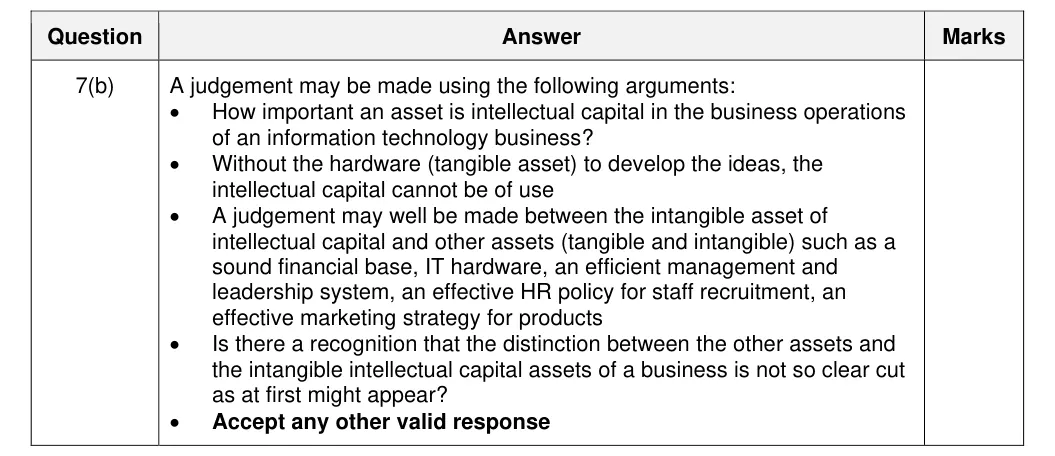 Question Answer Marks
7(b) A judgement may be made using the following arguments:
• How important an asset is intellectual capital in the business operations
of an information technology business?
• Without the hardware (tangible asset) to develop the ideas, the
intellectual capital cannot be of use
• A judgement may well be made between the intangible asset of
intellectual capital and other assets (tangible and intangible) such as a
sound financial base, IT hardware, an efficient management and
leadership system, an effective HR policy for staff recruitment, an
effective marketing strategy for products
• Is there a recognition that the distinction between the other assets and
the intangible intellectual capital assets of a business is not so clear cut
as at first might appear?
• Accept any other valid response